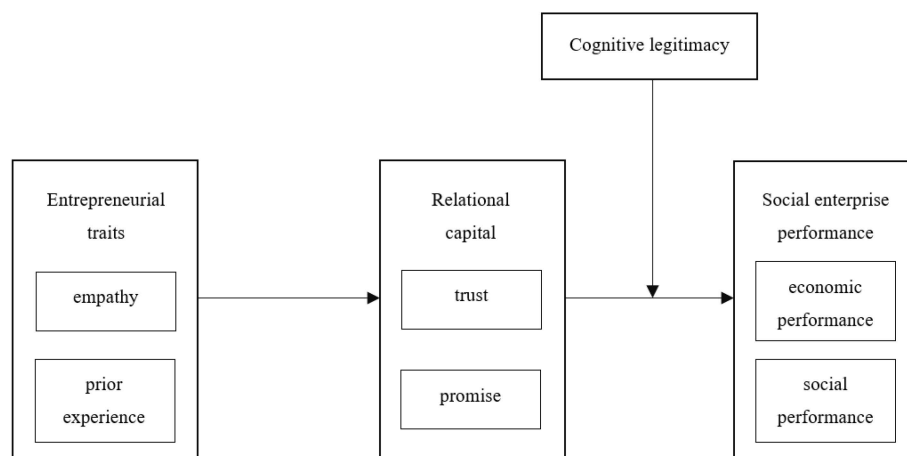 Cognitive legitimacy
Entrepreneurial
traits
empathy
prior
experience
Relational
capital
trust
promise
Social enterprise
performance
economic
performance
social
performance